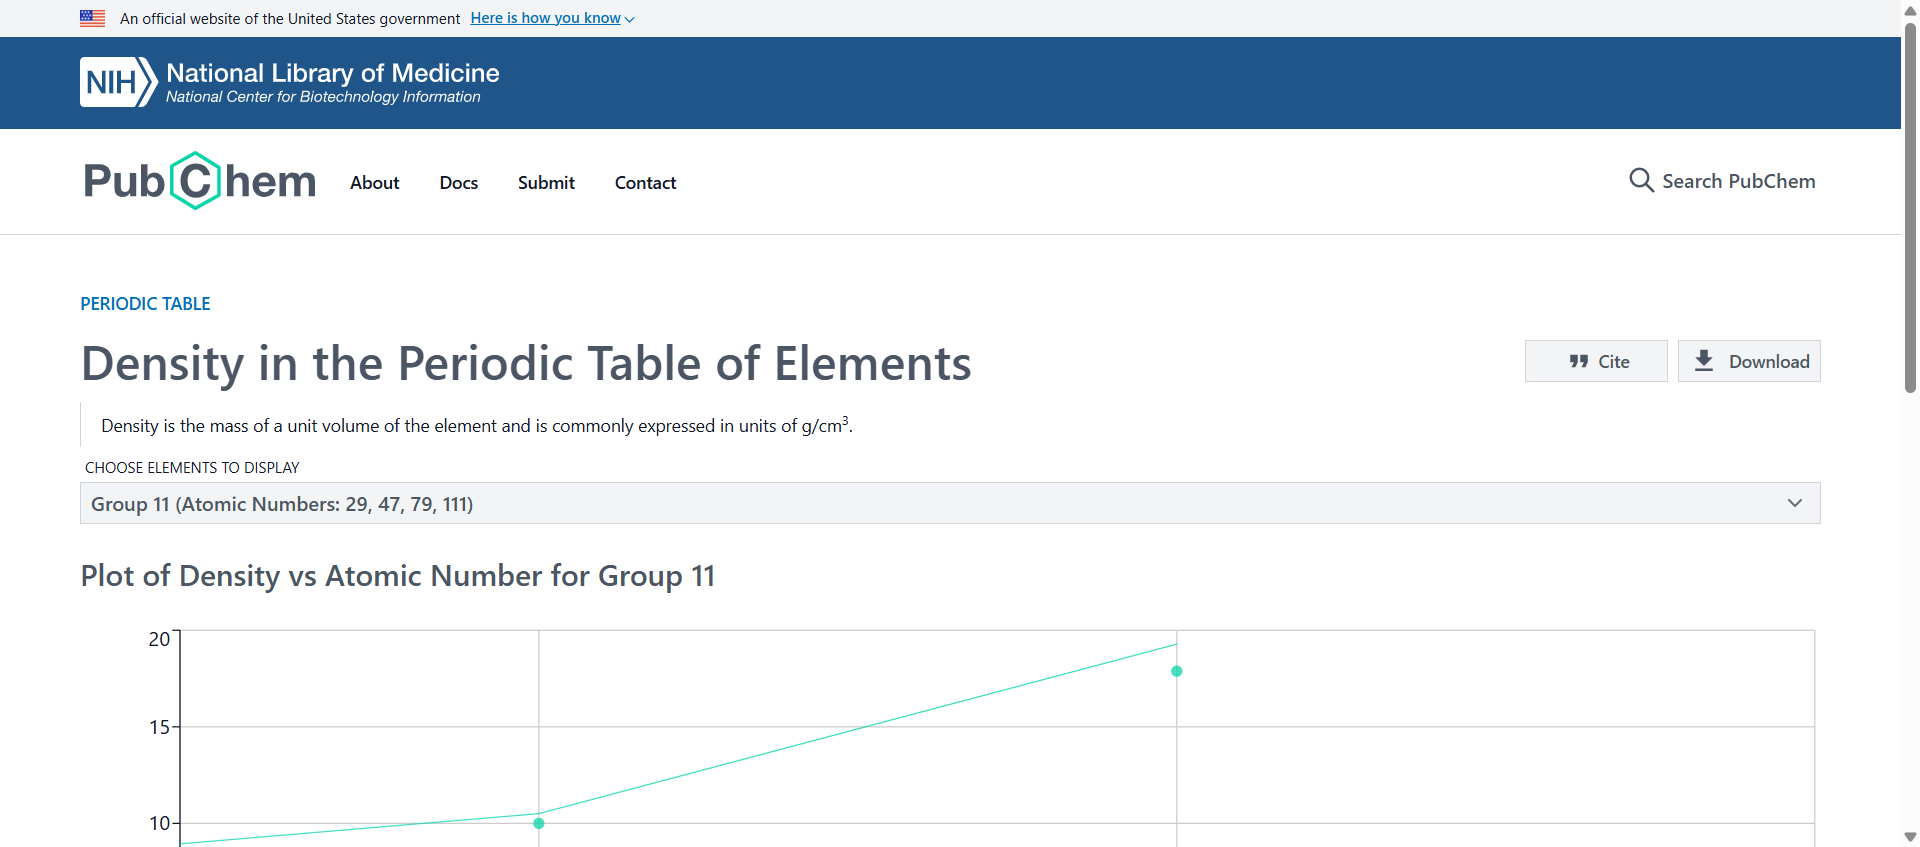 An official website of the United States government Here is how you know
NIH National Library of Medicine
National Center for Biotechnology Information
PubChem About Docs Submit Contact Search PubChem
PERIODIC TABLE
Density in the Periodic Table of Elements
Cite Download
Density is the mass of a unit volume of the element and is commonly expressed in units of g/cm³.
CHOOSE ELEMENTS TO DISPLAY
Group 11 (Atomic Numbers: 29, 47, 79, 111)
Plot of Density vs Atomic Number for Group 11
20
15
10